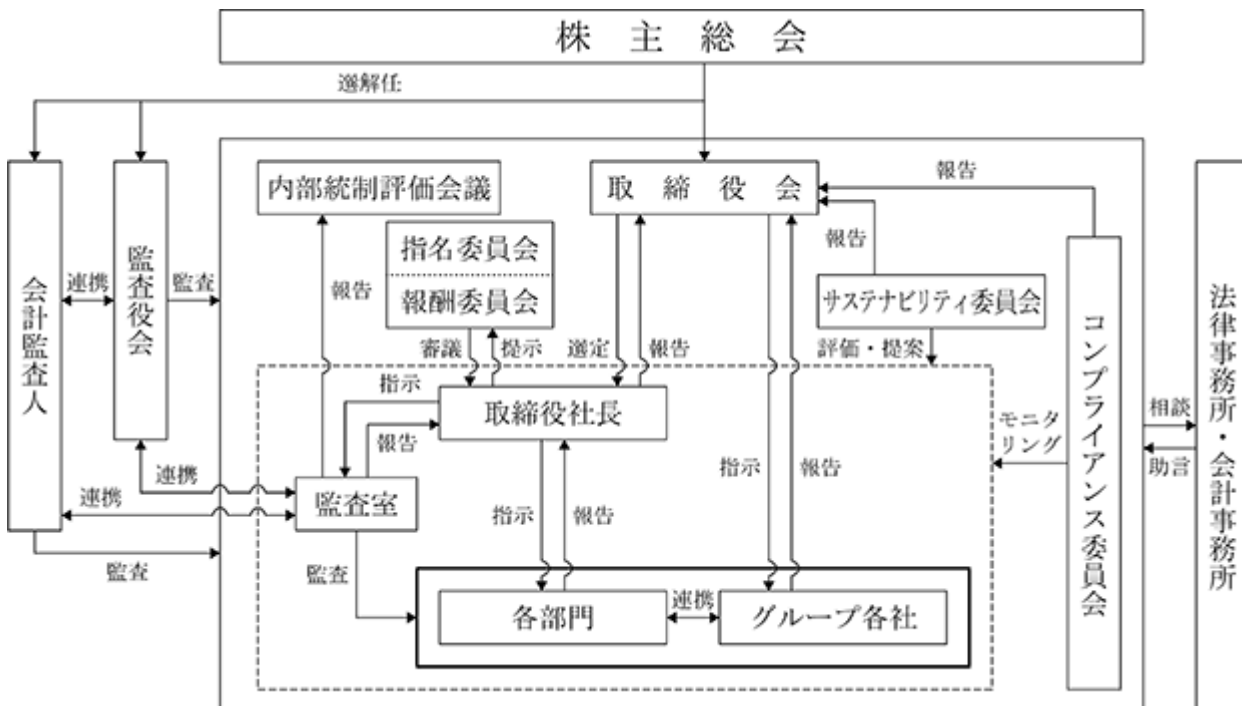 株主総会
選解任
内部統制評価会議
取締役会
報告
指名委員会
報酬委員会
報告
報告
サステナビリティ委員会
会計監査人
連携
監査役会
監査
審議
提示
選定
報告
評価・提案
コンプライアンス委員会
法律事務所・会計事務所
指示
取締役社長
報告
モニタリング
相談
助言
連携
連携
監査室
指示
報告
指示
報告
監査
監査
各部門
連携
グループ各社